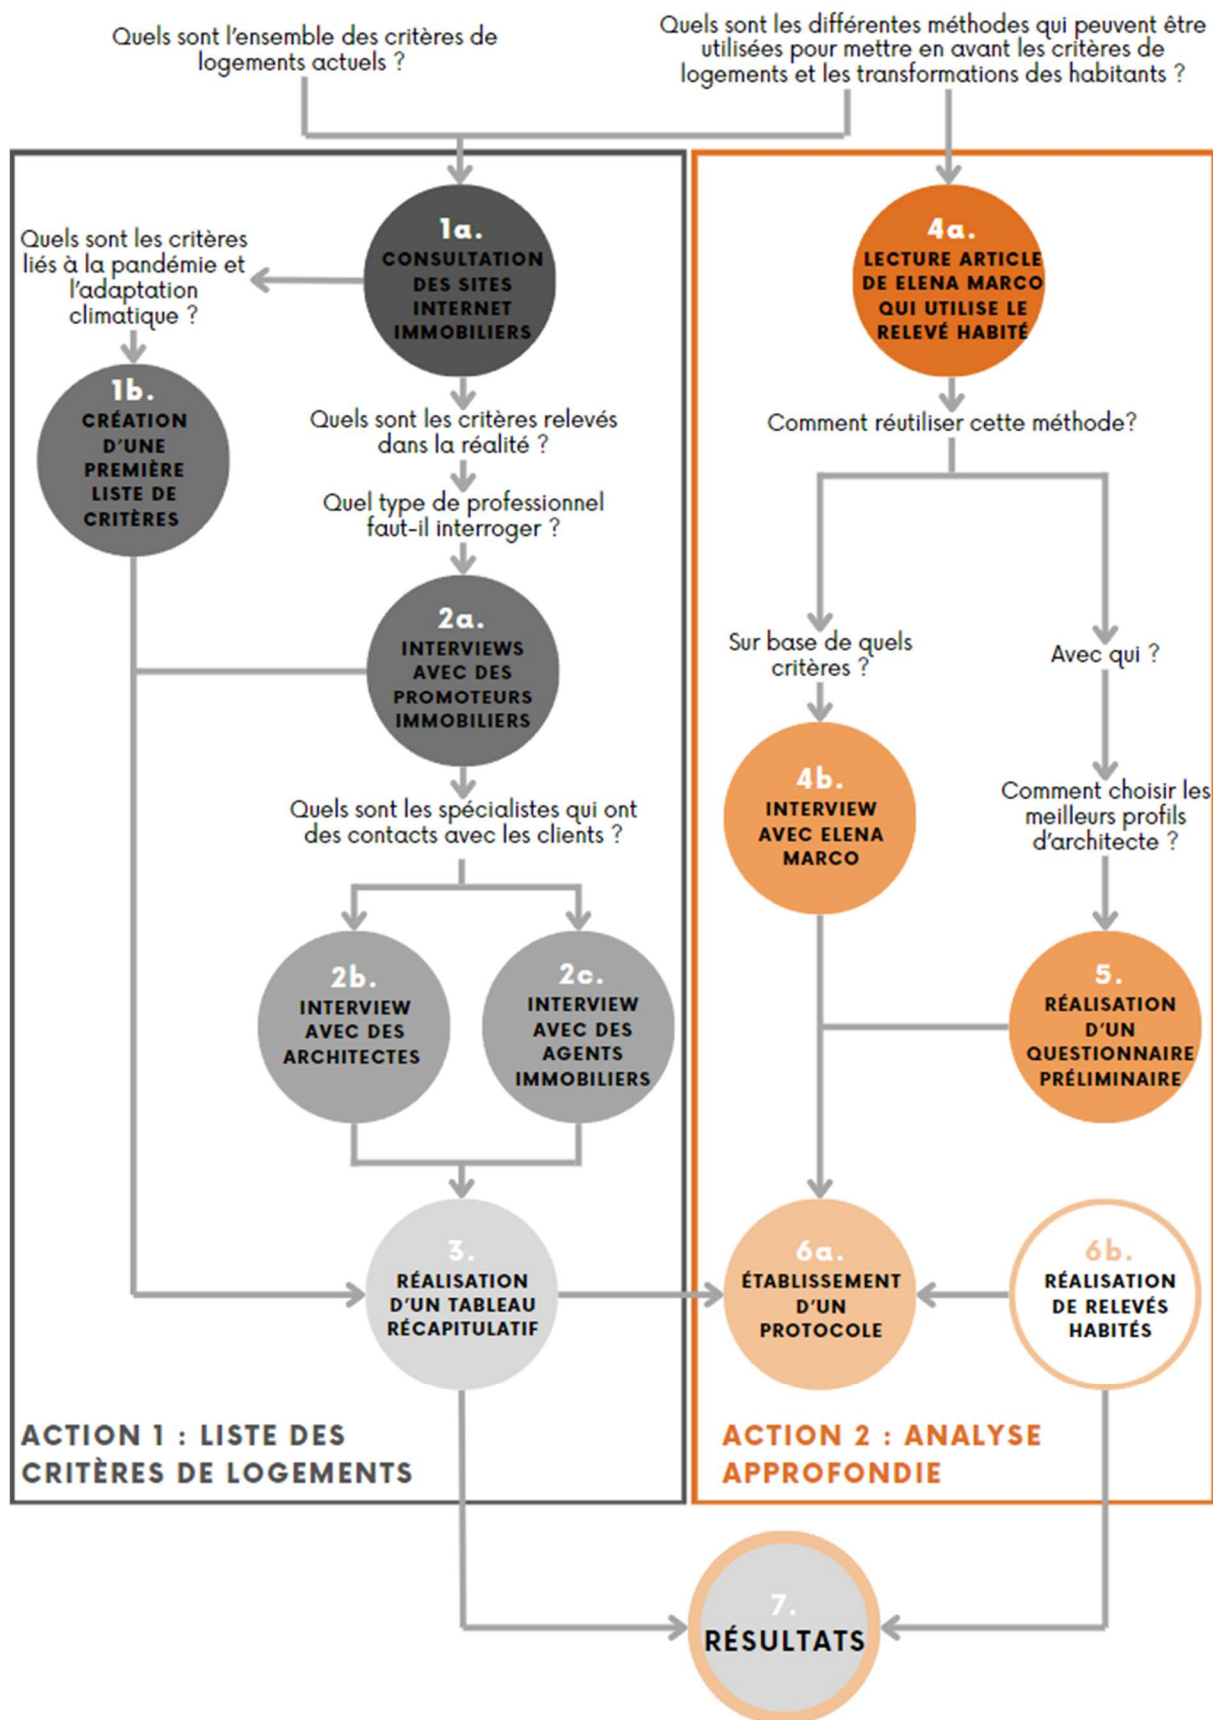 Quels sont l'ensemble des critères de
logements actuels ?
Quels sont les différentes méthodes qui peuvent être
utilisées pour mettre en avant les critères de
logements et les transformations des habitants ?
1a.
CONSULTATION
DES SITES
INTERNET
IMMOBILIERS
Quels sont les critères
liés à la pandémie et
l'adaptation
climatique ?
1b.
CRÉATION
D'UNE
PREMIÈRE
LISTE DE
CRITÈRES
Quels sont les critères relevés
dans la réalité ?
Quel type de professionnel
faut-il interroger ?
2a.
INTERVIEWS
AVEC DES
PROMOTEURS
IMMOBILIERS
Quels sont les spécialistes qui ont
des contacts avec les clients ?
2b.
INTERVIEW
AVEC DES
ARCHITECTES
2c.
INTERVIEW
AVEC DES
AGENTS
IMMOBILIERS
3.
RÉALISATION
D'UN TABLEAU
RÉCAPITULATIF
ACTION 1 : LISTE DES
CRITÈRES DE LOGEMENTS
4a.
LECTURE ARTICLE
DE ELENA MARCO
QUI UTILISE LE
RELEVÉ HABITÉ
Comment réutiliser cette méthode?
Sur base de quels
critères ?
Avec qui ?
4b.
INTERVIEW
AVEC ELENA
MARCO
Comment choisir les
meilleurs profils
d'architecte ?
5.
RÉALISATION
D'UN
QUESTIONNAIRE
PRÉLIMINAIRE
6a.
ÉTABLISSEMENT
D'UN
PROTOCOLE
6b.
RÉALISATION
DE RELEVÉS
HABITÉS
ACTION 2 : ANALYSE
APPROFONDIE
7.
RÉSULTATS